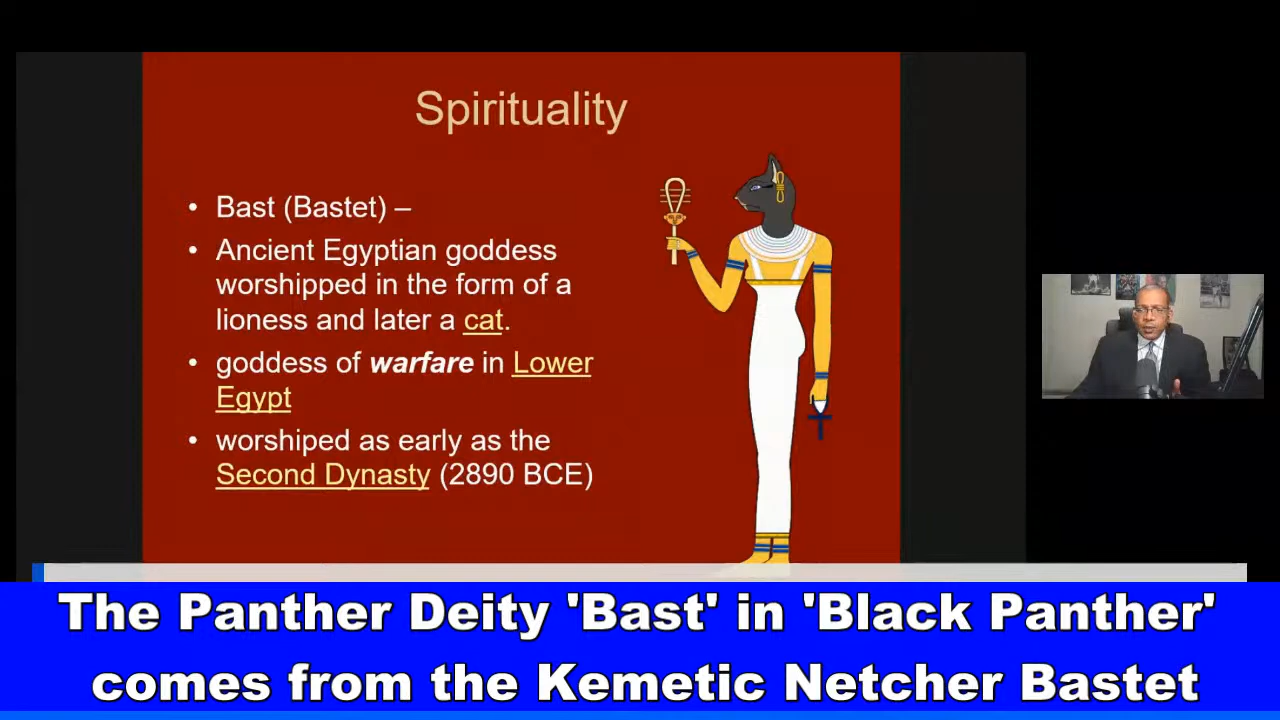 Spirituality
• Bast (Bastet) –
• Ancient Egyptian goddess
worshipped in the form of a
lioness and later a cat.
• goddess of warfare in Lower
Egypt
• worshiped as early as the
Second Dynasty (2890 BCE)
The Panther Deity 'Bast' in 'Black Panther'
comes from the Kemetic Netcher Bastet